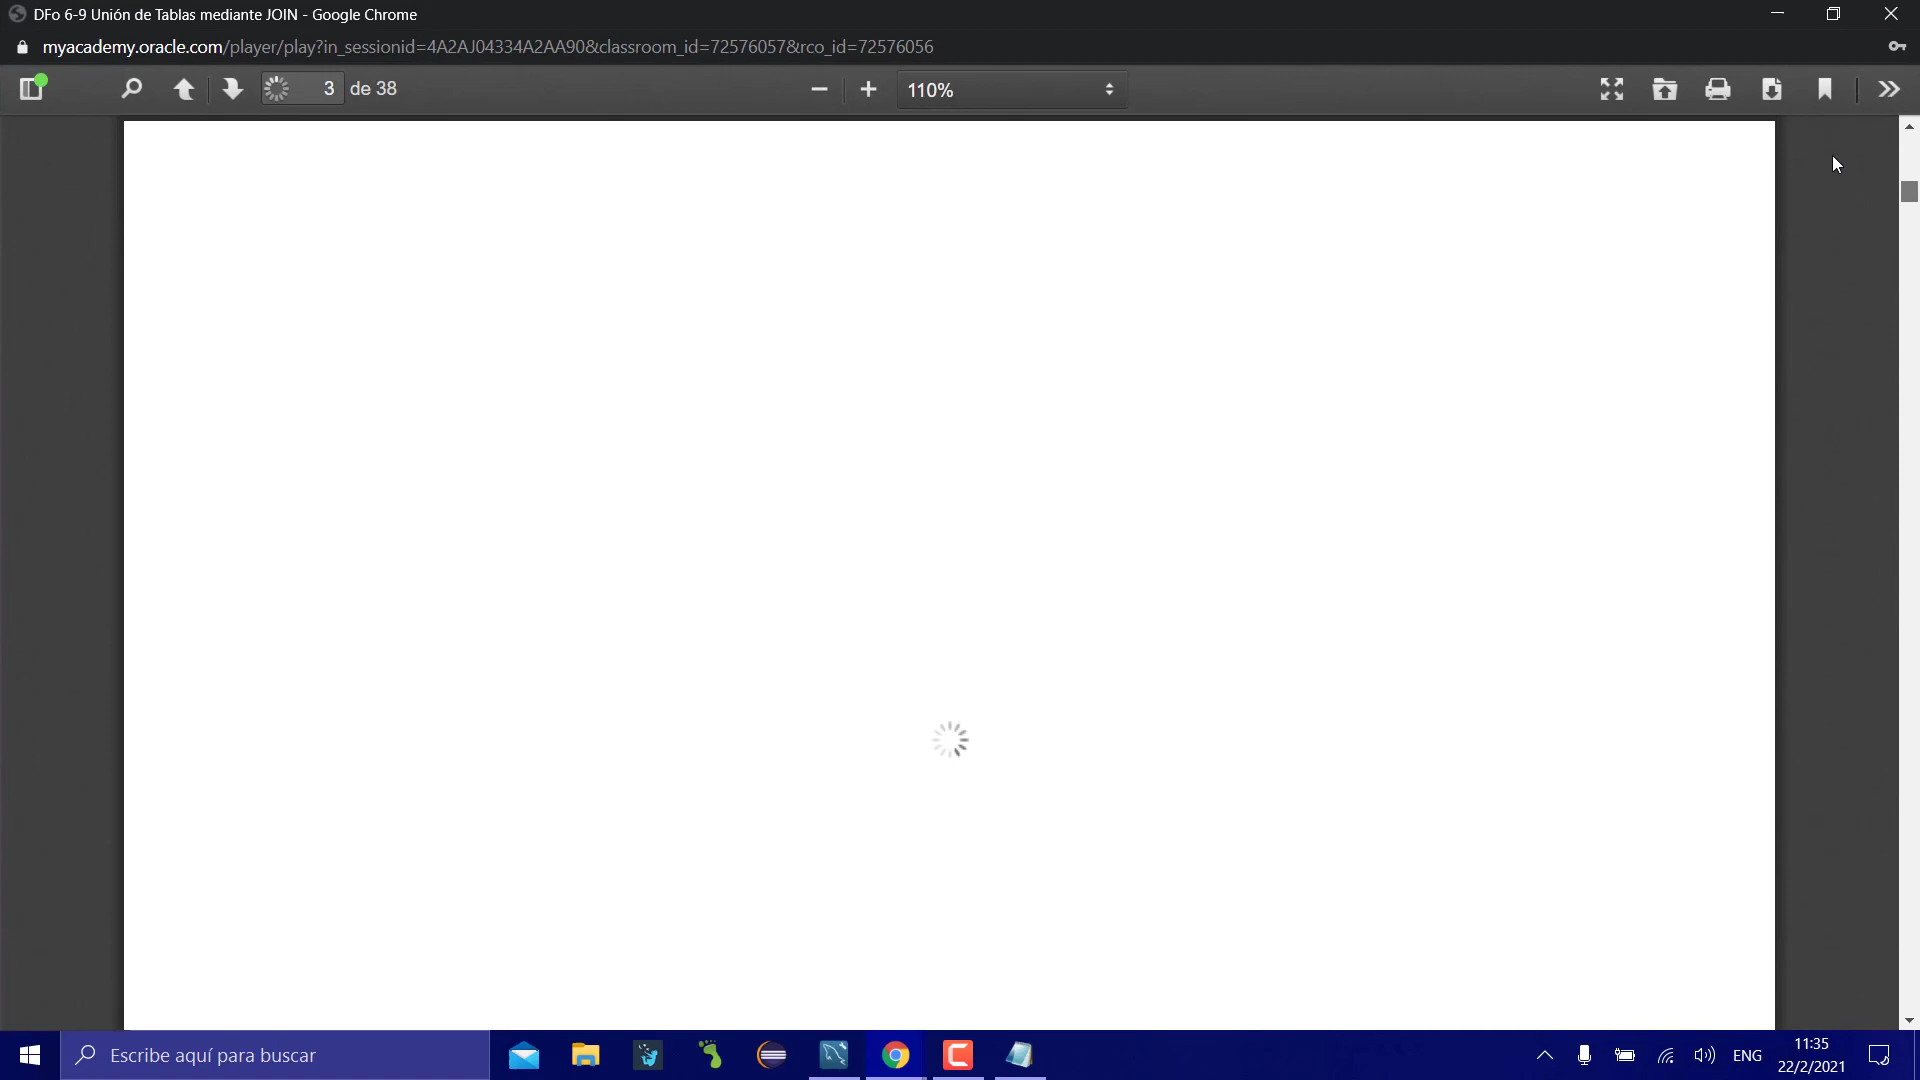 DFo 6-9 Unión de Tablas mediante JOIN - Google Chrome
myacademy.oracle.com/player/play?in_sessionid=4A2AJ04334A2AA90&classroom_id=72576057&rco_id=72576056
3 de 38
110%
Escribe aquí para buscar
ENG
11:35
22/2/2021